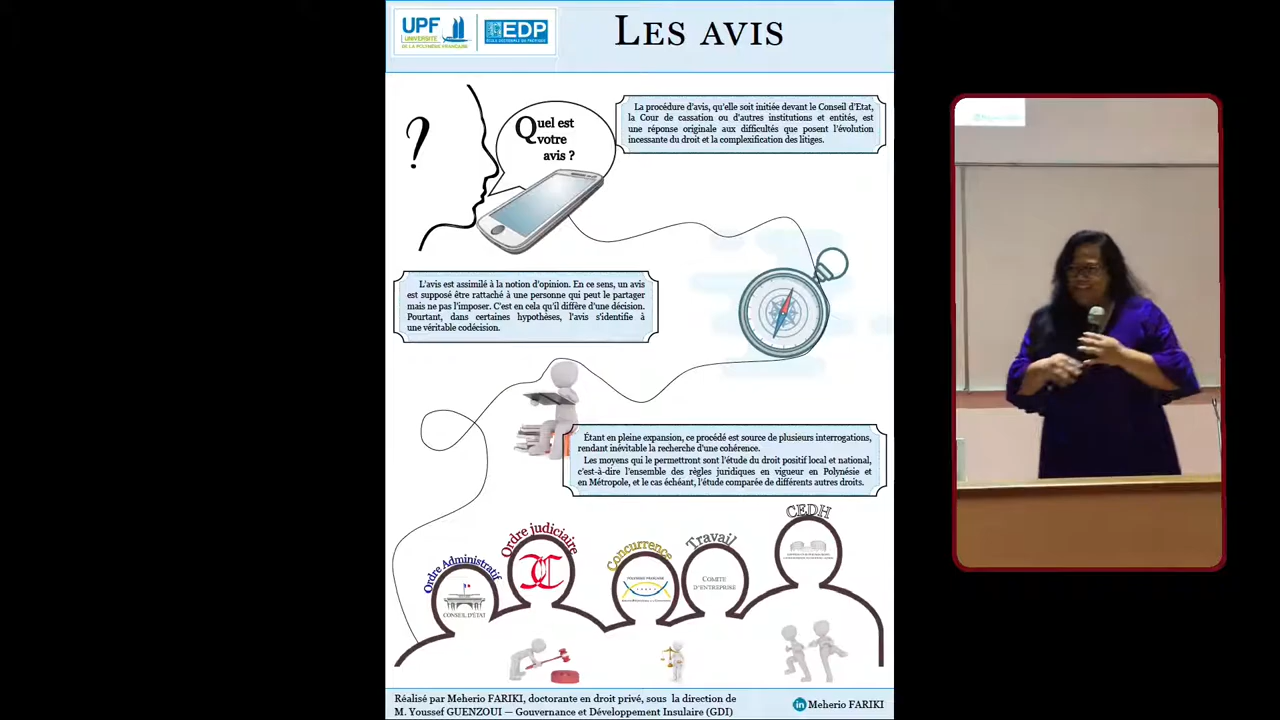 UPF
UNIVERSITÉ
DE LA POLYNÉSIE FRANÇAISE
EDP
ÉCOLE DOCTORALE DU PACIFIQUE
LES AVIS
?
Quel est
votre
avis ?
La procédure d'avis, qu'elle soit initiée devant le Conseil d'Etat,
la Cour de cassation ou d'autres institutions et entités, est
une réponse originale aux difficultés que posent l'évolution
incessante du droit et la complexification des litiges.
L'avis est assimilé à la notion d'opinion. En ce sens, un avis
est supposé être rattaché à une personne qui peut le partager
mais ne pas l'imposer. C'est en cela qu'il diffère d'une décision.
Pourtant, dans certaines hypothèses, l'avis s'identifie à
une véritable codécision.
Étant en pleine expansion, ce procédé est source de plusieurs interrogations,
rendant inévitable la recherche d'une cohérence.
Les moyens qui le permettront sont l'étude du droit positif local et national,
c'est-à-dire l'ensemble des règles juridiques en vigueur en Polynésie et
en Métropole, et le cas échéant, l'étude comparée de différents autres droits.
Ordre Administratif
CONSEIL D'ÉTAT
Ordre judiciaire
Concurrence
POLYNÉSIE FRANÇAISE
Travail
COMITE
D'ENTREPRISE
CEDH
Réalisé par Meherio FARIKI, doctorante en droit privé, sous la direction de
M. Youssef GUENZOUI — Gouvernance et Développement Insulaire (GDI)
in Meherio FARIKI